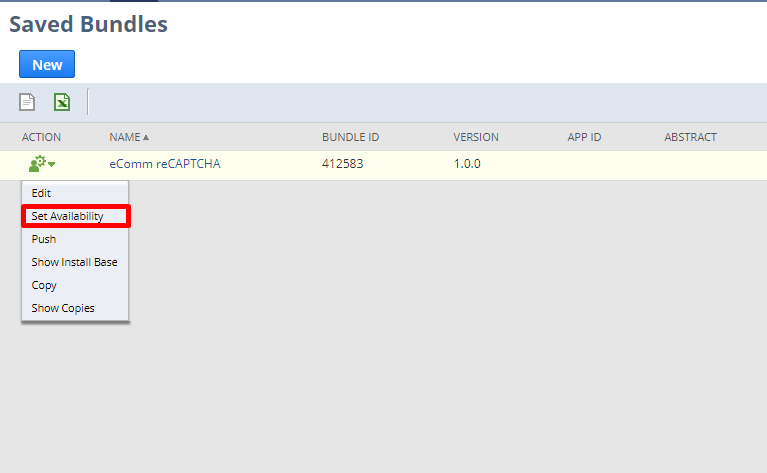 Saved Bundles
New
ACTION NAME BUNDLE ID VERSION APP ID ABSTRACT
eComm reCAPTCHA 412583 1.0.0
Edit
Set Availability
Push
Show Install Base
Copy
Show Copies